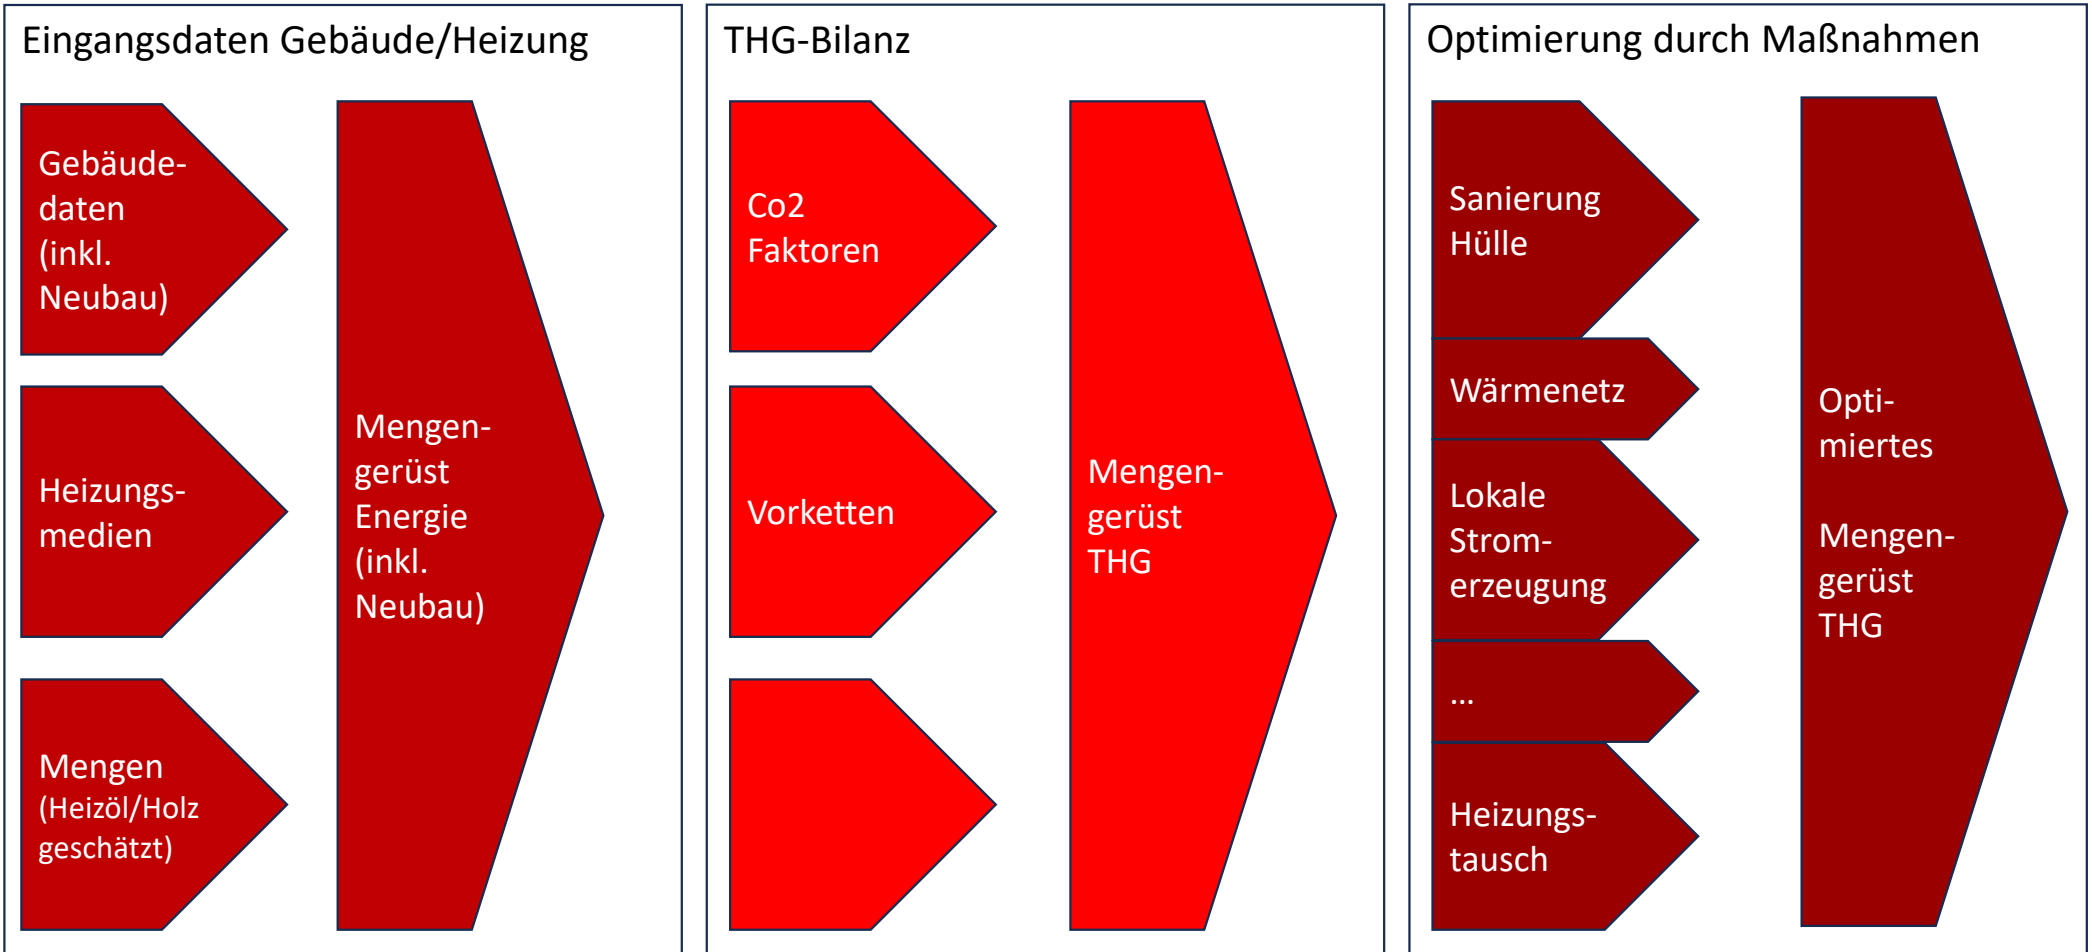 Eingangsdaten Gebäude/Heizung
Gebäude-
daten
(inkl.
Neubau)
Heizungs-
medien
Mengen
(Heizöl/Holz
geschätzt)
Mengen-
gerüst
Energie
(inkl.
Neubau)
THG-Bilanz
Co2
Faktoren
Vorketten
Mengen-
gerüst
THG
Optimierung durch Maßnahmen
Sanierung
Hülle
Wärmenetz
Lokale
Strom-
erzeugung
...
Heizungs-
tausch
Opti-
miertes
Mengen-
gerüst
THG